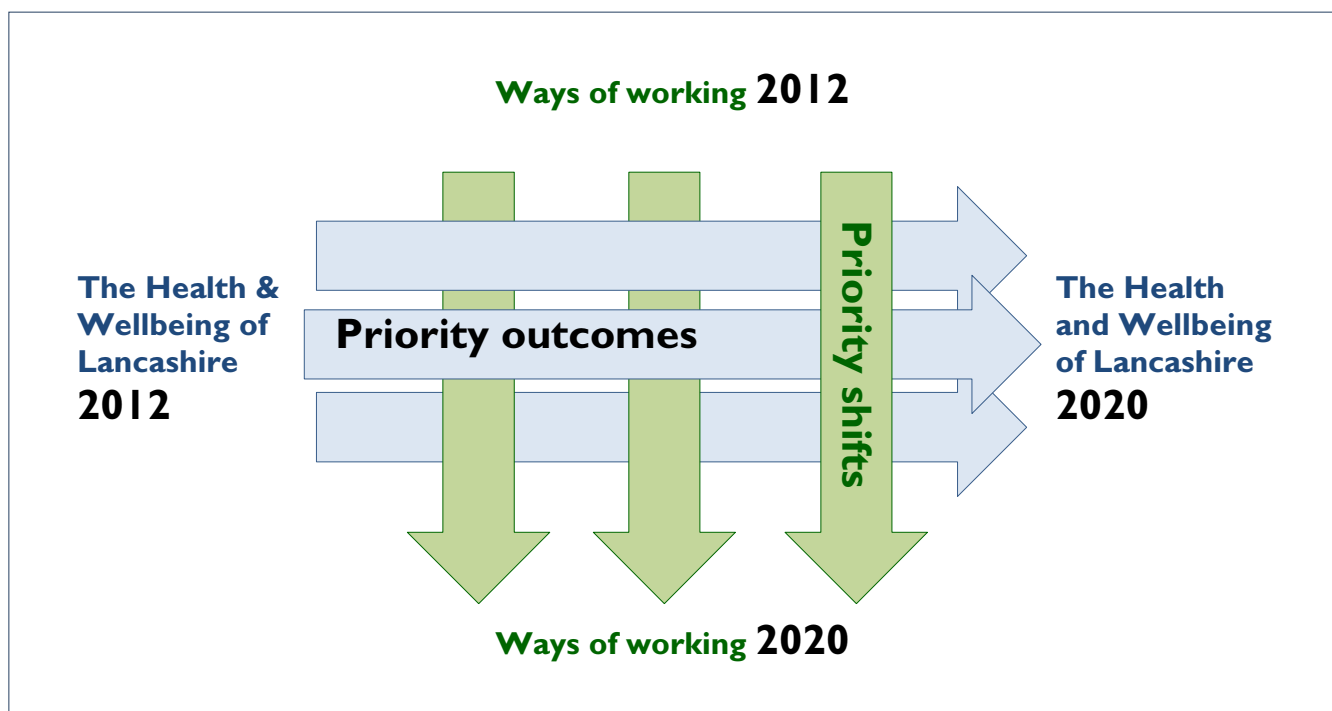 Ways of working 2012
The Health &
Wellbeing of
Lancashire
2012
Priority outcomes
Priority shifts
The Health
and Wellbeing
of Lancashire
2020
Ways of working 2020